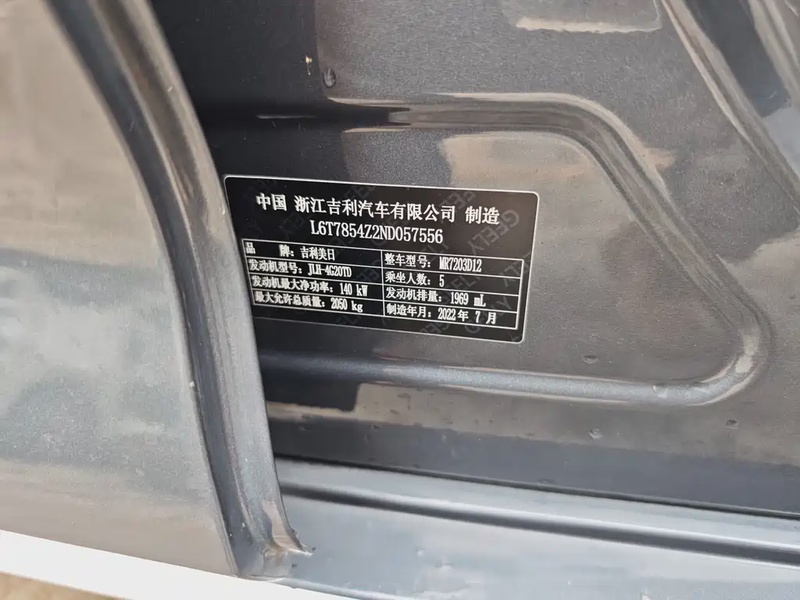 中国 浙江吉利汽车有限公司 制造
L6T7854Z2ND057556
品 牌：吉利美日 整车型号：MR7203D12
发动机型号：JLH-4G20TD 乘坐人数：5
发动机最大净功率：140 kW 发动机排量：1969 mL
最大允许总质量：2050 kg 制造年月：2022 年 7 月
GEELY
GEELY